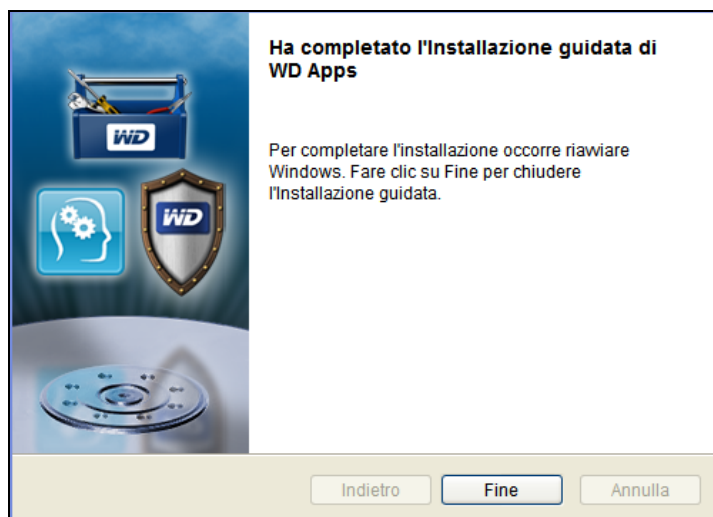 Ha completato l'Installazione guidata di
WD Apps
WD
Per completare l'installazione occorre riavviare
Windows. Fare clic su Fine per chiudere
l'Installazione guidata.
WD
Indietro
Fine
Annulla